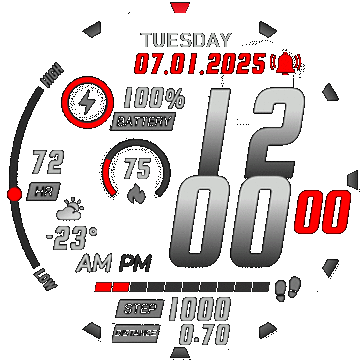 TUESDAY
07.01.2025
HIGH
100%
BATTERY
12
72
HR
75
00
00
-23°
AM PM
LOW
STEP 1000
DISTANCE 0.70